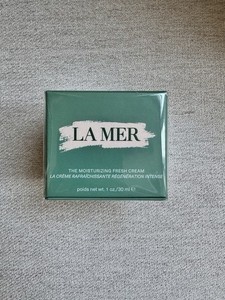 LA MER
THE MOISTURIZING FRESH CREAM
LA CRÈME RAFRAÎCHISSANTE RÉGÉNÉRATION INTENSE
poids net wt. 1 oz./30 ml e